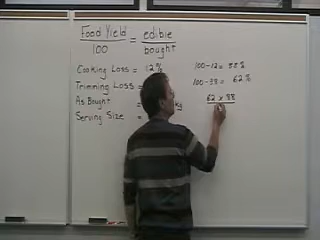 Food Yield = edible
100 bought
Cooking Loss = 12%
Trimming Loss =
As Bought = kg
Serving Size =
100-12= 88%
100-38= 62%
62 x 88